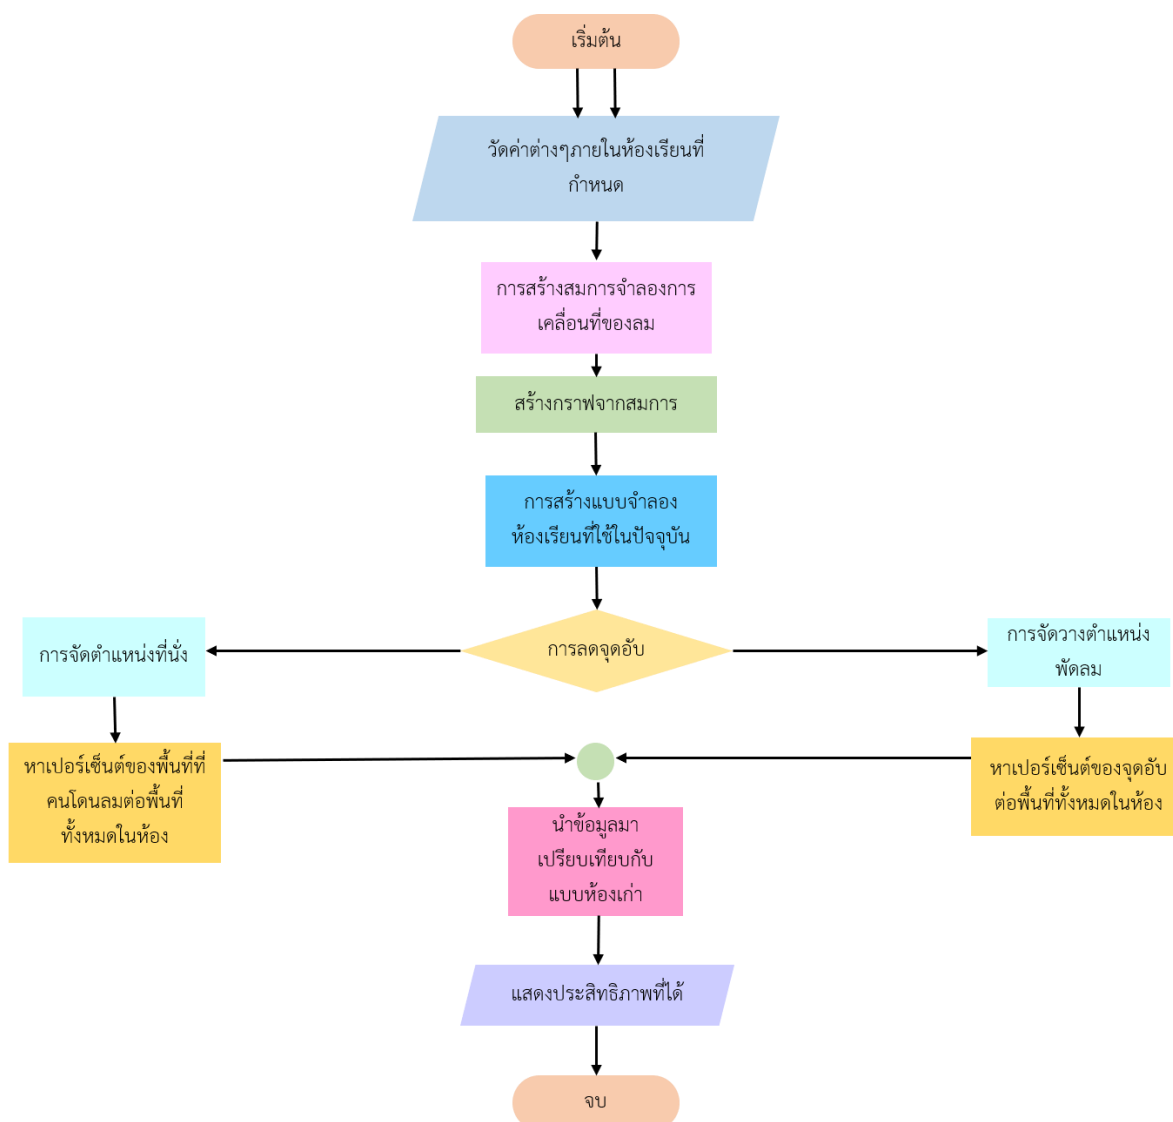 เริ่มต้น
วัดค่าต่างๆภายในห้องเรียนที่
กำหนด
การสร้างสมการจำลองการ
เคลื่อนที่ของลม
สร้างกราฟจากสมการ
การสร้างแบบจำลอง
ห้องเรียนที่ใช้ในปัจจุบัน
การลดจุดอับ
การจัดตำแหน่งที่นั่ง
หาเปอร์เซ็นต์ของพื้นที่ที่
คนโดนลมต่อพื้นที่
ทั้งหมดในห้อง
การจัดวางตำแหน่ง
พัดลม
หาเปอร์เซ็นต์ของจุดอับ
ต่อพื้นที่ทั้งหมดในห้อง
นำข้อมูลมา
เปรียบเทียบกับ
แบบห้องเก่า
แสดงประสิทธิภาพที่ได้
จบ